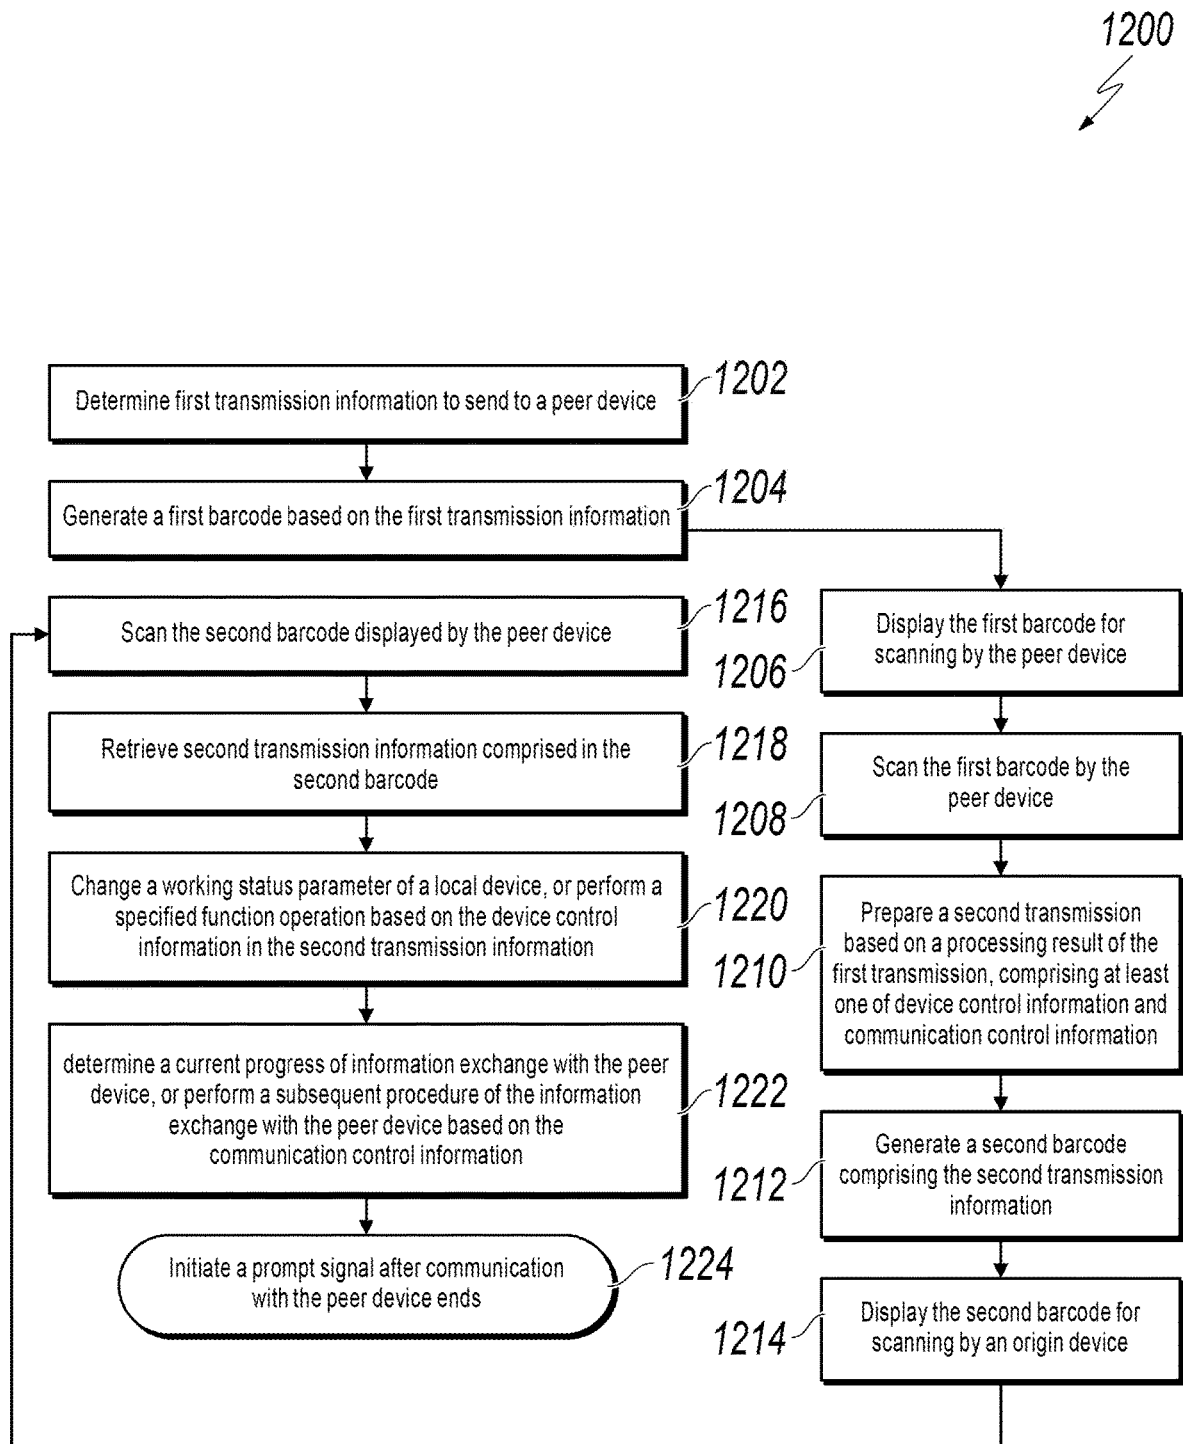 1200
Determine first transmission information to send to a peer device
1202
Generate a first barcode based on the first transmission information
1204
Display the first barcode for
scanning by the peer device
1206
Scan the first barcode by the
peer device
1208
Prepare a second transmission
based on a processing result of the
first transmission, comprising at least
one of device control information and
communication control information
1210
Generate a second barcode
comprising the second transmission
information
1212
Display the second barcode for
scanning by an origin device
1214
Scan the second barcode displayed by the peer device
1216
Retrieve second transmission information comprised in the
second barcode
1218
Change a working status parameter of a local device, or perform a
specified function operation based on the device control
information in the second transmission information
1220
determine a current progress of information exchange with the peer
device, or perform a subsequent procedure of the information
exchange with the peer device based on the
communication control information
1222
Initiate a prompt signal after communication
with the peer device ends
1224